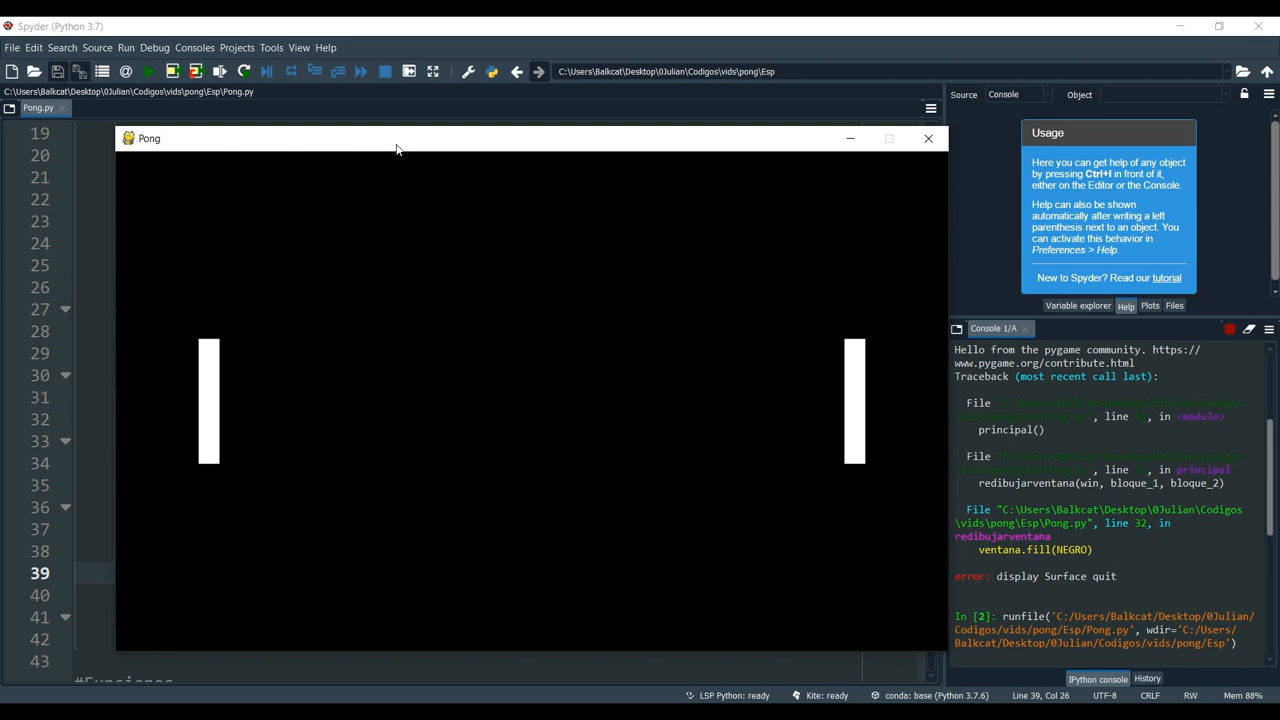 Spyder (Python 3.7)
File Edit Search Source Run Debug Consoles Projects Tools View Help
C:\Users\Balkcat\Desktop\0Julian\Codigos\vids\pong\Esp
C:\Users\Balkcat\Desktop\0Julian\Codigos\vids\pong\Esp\Pong.py
Pong.py
Source Console Object
19
20
21
22
23
24
25
26
27
28
29
30
31
32
33
34
35
36
37
38
39
40
41
42
43
Pong
Usage
Here you can get help of any object
by pressing Ctrl+I in front of it,
either on the Editor or the Console.
Help can also be shown
automatically after writing a left
parenthesis next to an object. You
can activate this behavior in
Preferences > Help.
New to Spyder? Read our tutorial
Variable explorer Help Plots Files
Console 1/A
Hello from the pygame community. https://
www.pygame.org/contribute.html
Traceback (most recent call last):
File
, line , in <module>
principal()
File
, line , in principal
redibujarventana(win, bloque_1, bloque_2)
File "C:\Users\Balkcat\Desktop\0Julian\Codigos
\vids\pong\Esp\Pong.py", line 32, in
redibujarventana
ventana.fill(NEGRO)
error: display Surface quit
In [2]: runfile('C:/Users/Balkcat/Desktop/0Julian/
Codigos/vids/pong/Esp/Pong.py', wdir='C:/Users/
Balkcat/Desktop/0Julian/Codigos/vids/pong/Esp')
IPython console History
#Funciones
LSP Python: ready Kite: ready conda: base (Python 3.7.6) Line 39, Col 26 UTF-8 CRLF RW Mem 88%